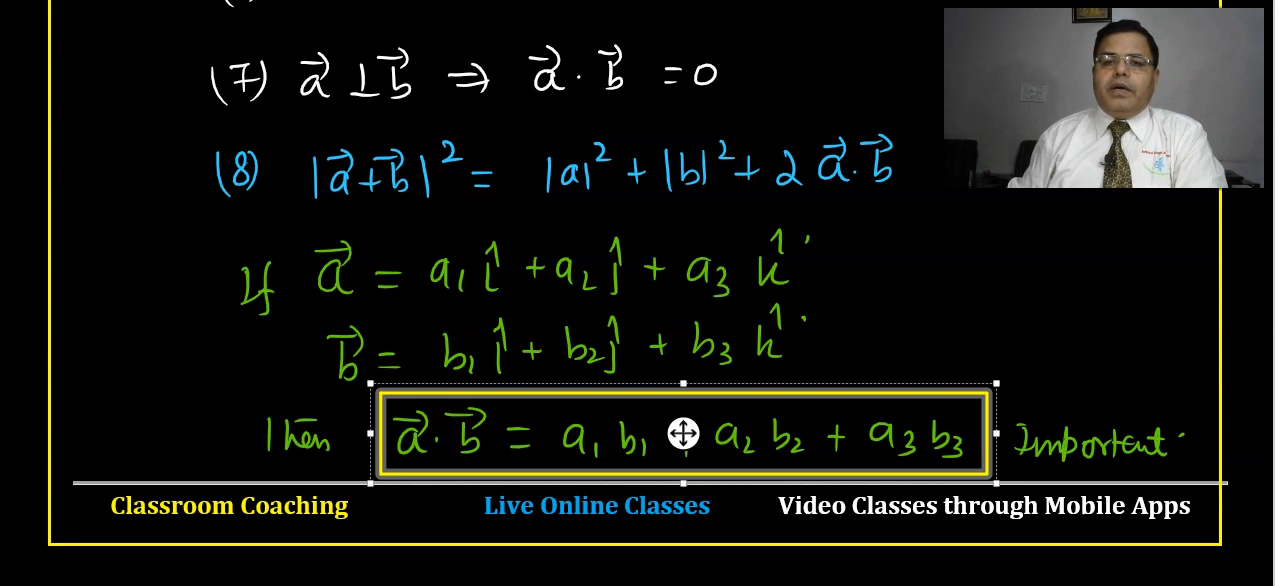 (7) a⃗ ⊥ b⃗ ⇒ a⃗ · b⃗ = 0
(8) |a⃗ + b⃗|² = |a|² + |b|² + 2 a⃗ · b⃗
If a⃗ = a₁ î + a₂ ĵ + a₃ k̂
b⃗ = b₁ î + b₂ ĵ + b₃ k̂
Then a⃗ · b⃗ = a₁ b₁ + a₂ b₂ + a₃ b₃ Important
Classroom Coaching Live Online Classes Video Classes through Mobile Apps